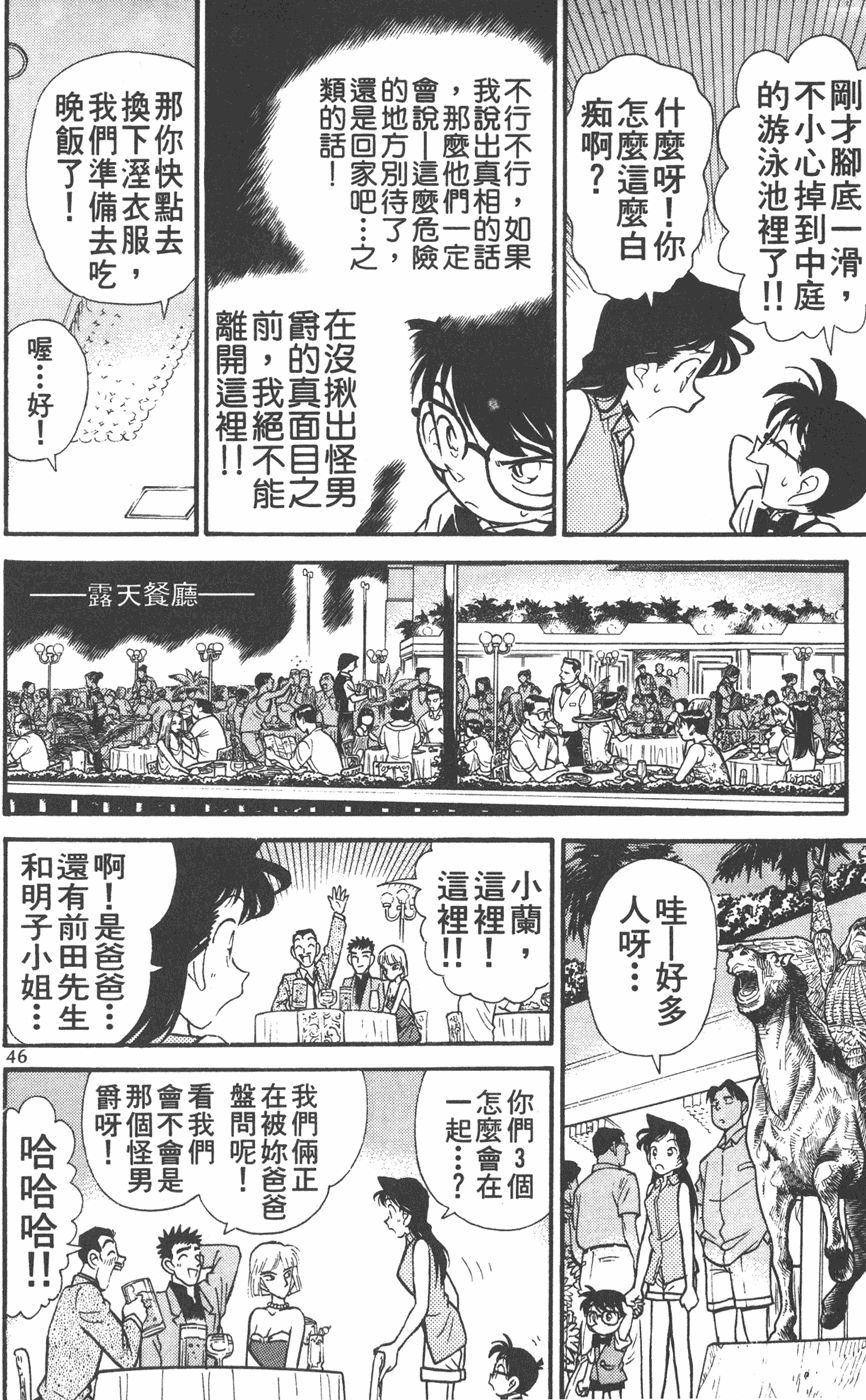 剛才腳底一滑，
不小心掉到中庭
的游泳池裡了!!
什麼呀！你
怎麼這麼白
痴啊？
不行不行，如果
我說出真相的話
，那麼他們一定
會說—這麼危險
的地方別待了，
還是回家吧…之
類的話！
在沒揪出怪男
爵的真面目之
前，我絕不能
離開這裡!!
那你快點去
換下溼衣服，
我們準備去吃
晚飯了！
喔…好！
——露天餐廳——
哇—好多
人呀…
小蘭，
這裡！
這裡!!
啊！是爸爸…
還有前田先生
和明子小姐…
你們3個
怎麼會在
一起…？
我們倆正
在被妳爸爸
盤問呢！
看我們
會不會是
那個怪男
爵呀！
哈哈哈!!
46